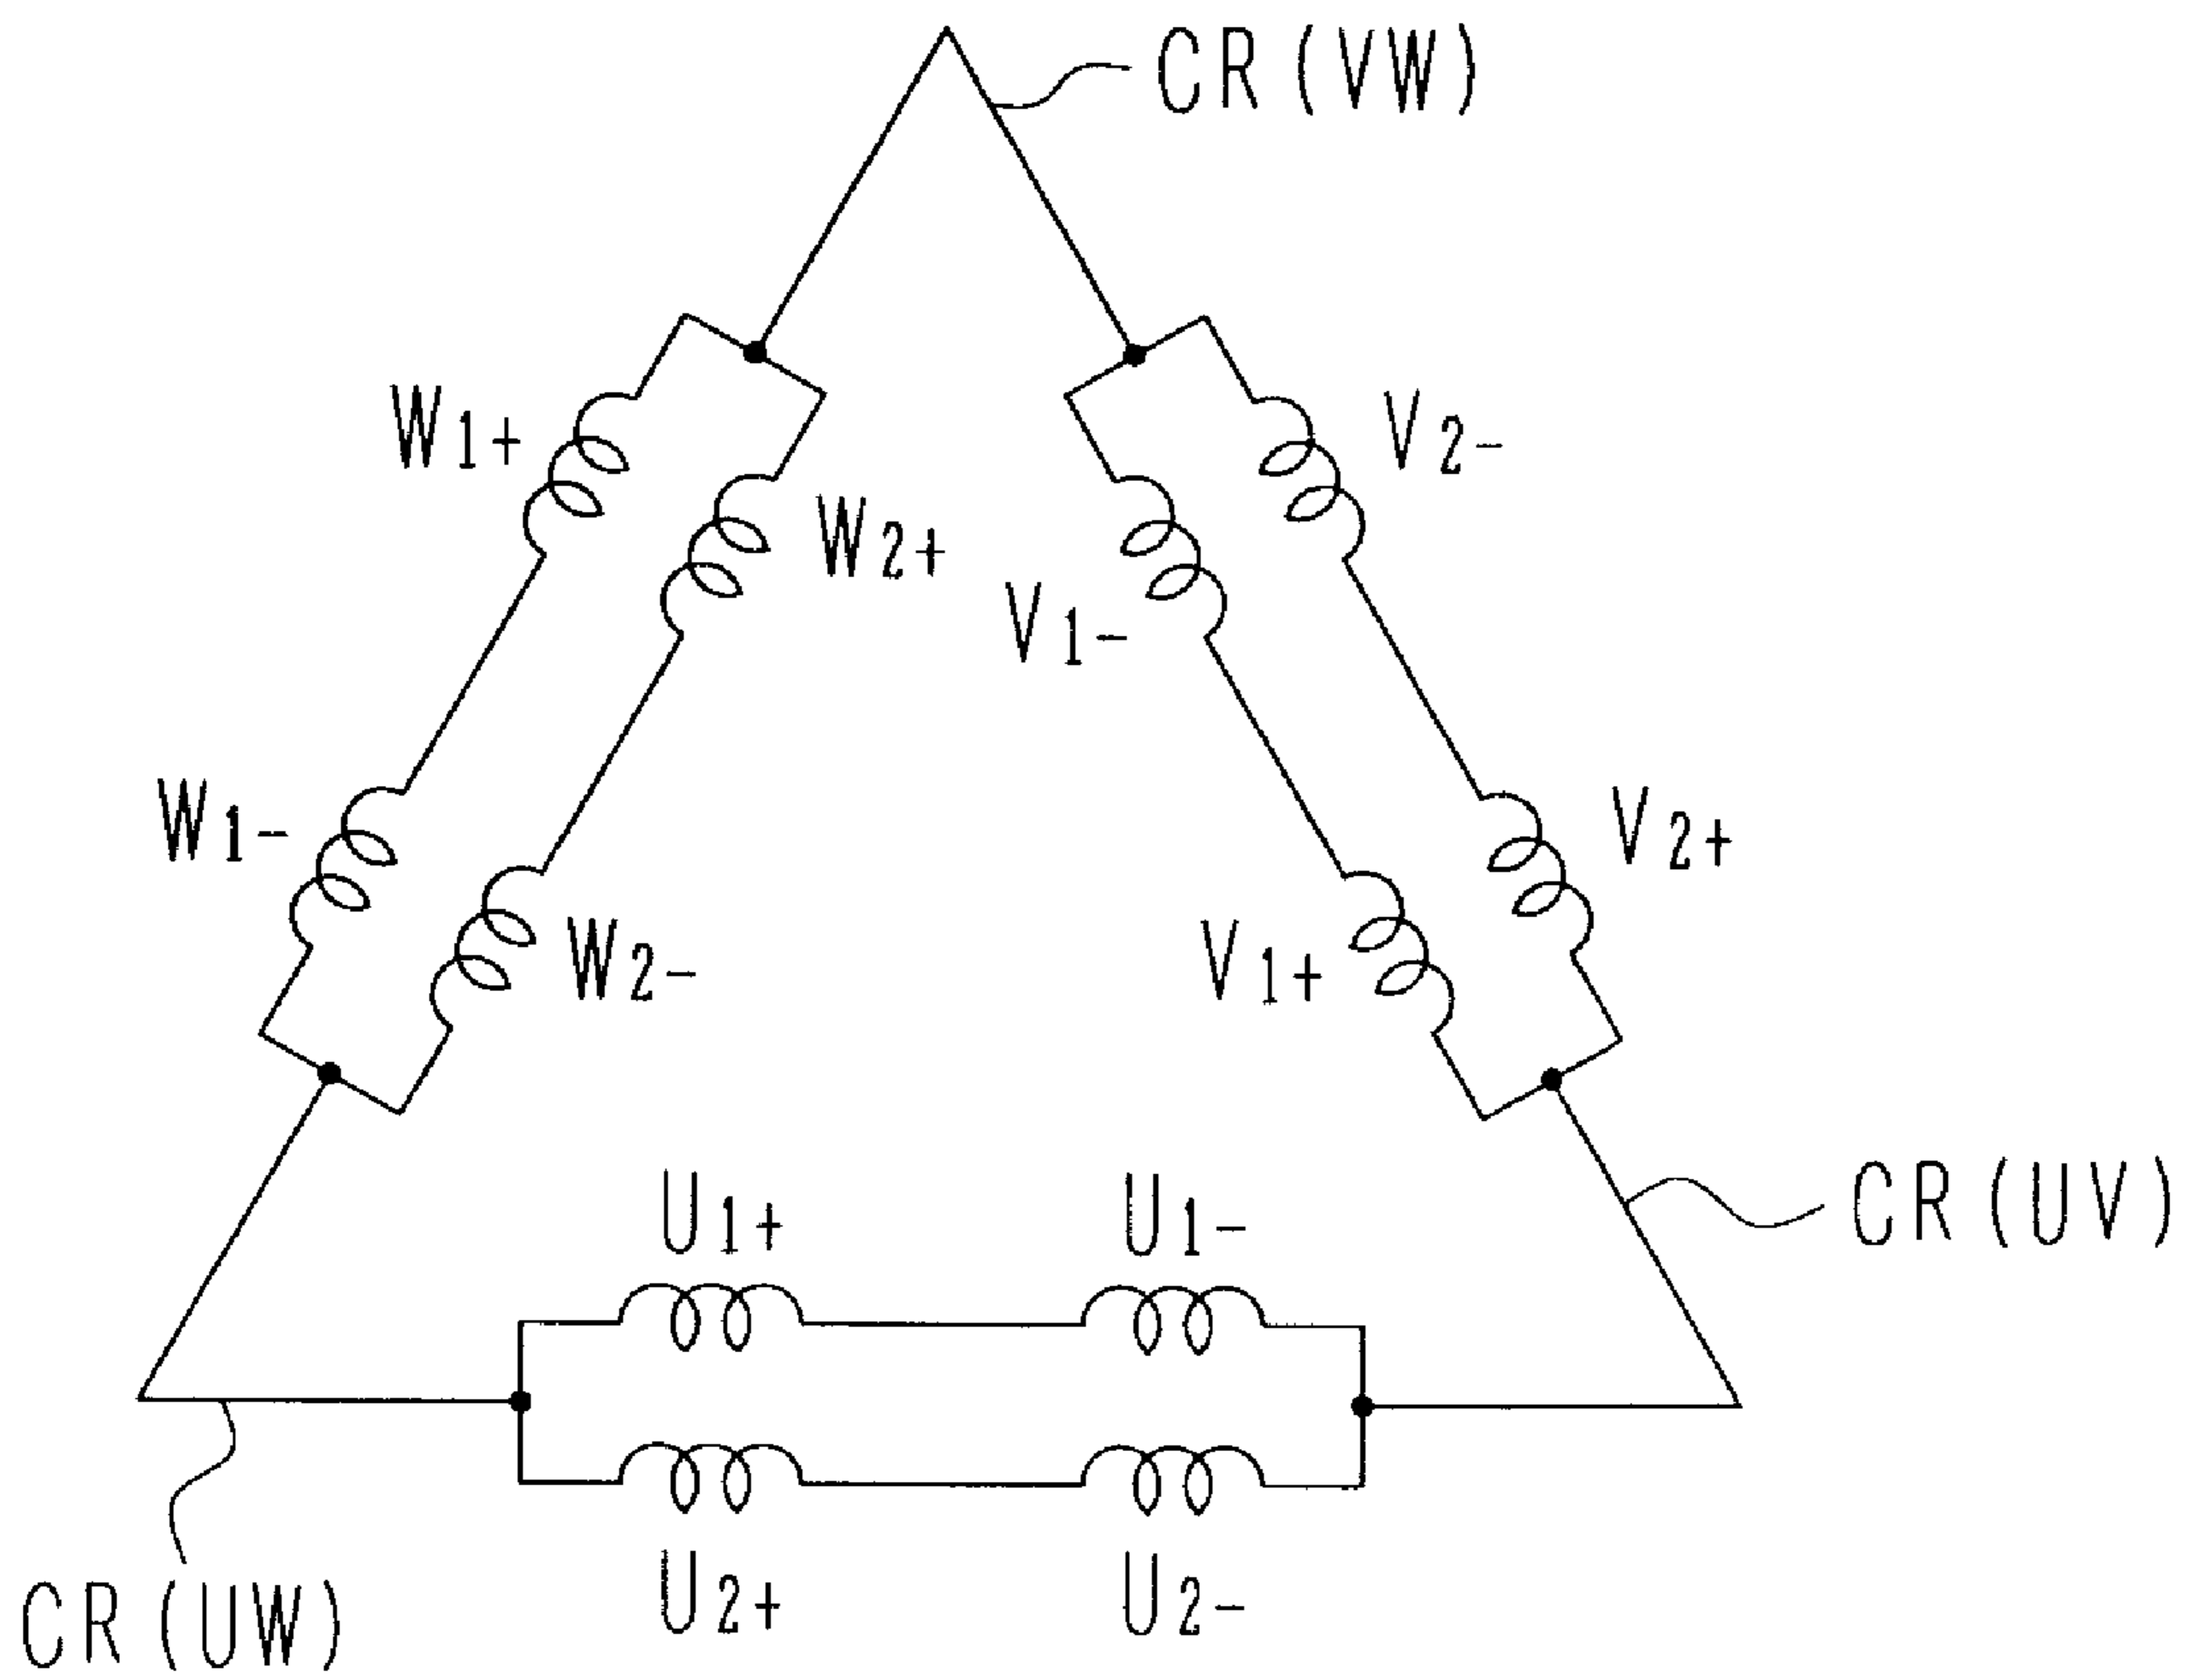 CR(VW)
W1+
V2-
W2+
V1-
W1-
V2+
W2-
V1+
U1+
U1-
CR(UV)
U2+
U2-
CR(UW)